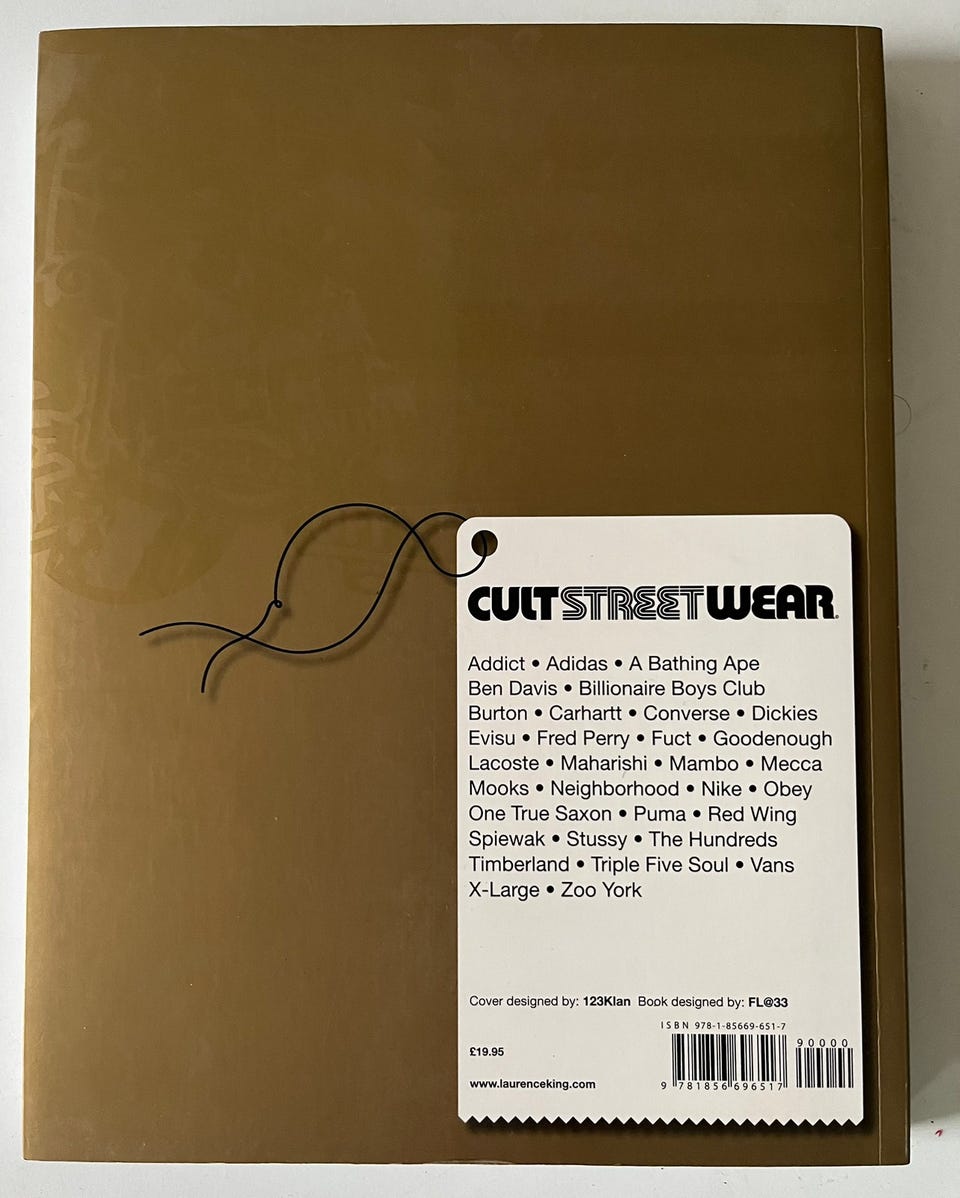 CULTSTREETWEAR
Addict • Adidas • A Bathing Ape
Ben Davis • Billionaire Boys Club
Burton • Carhartt • Converse • Dickies
Evisu • Fred Perry • Fuct • Goodenough
Lacoste • Maharishi • Mambo • Mecca
Mooks • Neighborhood • Nike • Obey
One True Saxon • Puma • Red Wing
Spiewak • Stussy • The Hundreds
Timberland • Triple Five Soul • Vans
X-Large • Zoo York
Cover designed by: 123Klan Book designed by: FL@33
ISBN 978-1-85669-651-7
90000
£19.95
www.laurenceking.com
9 781856 696517